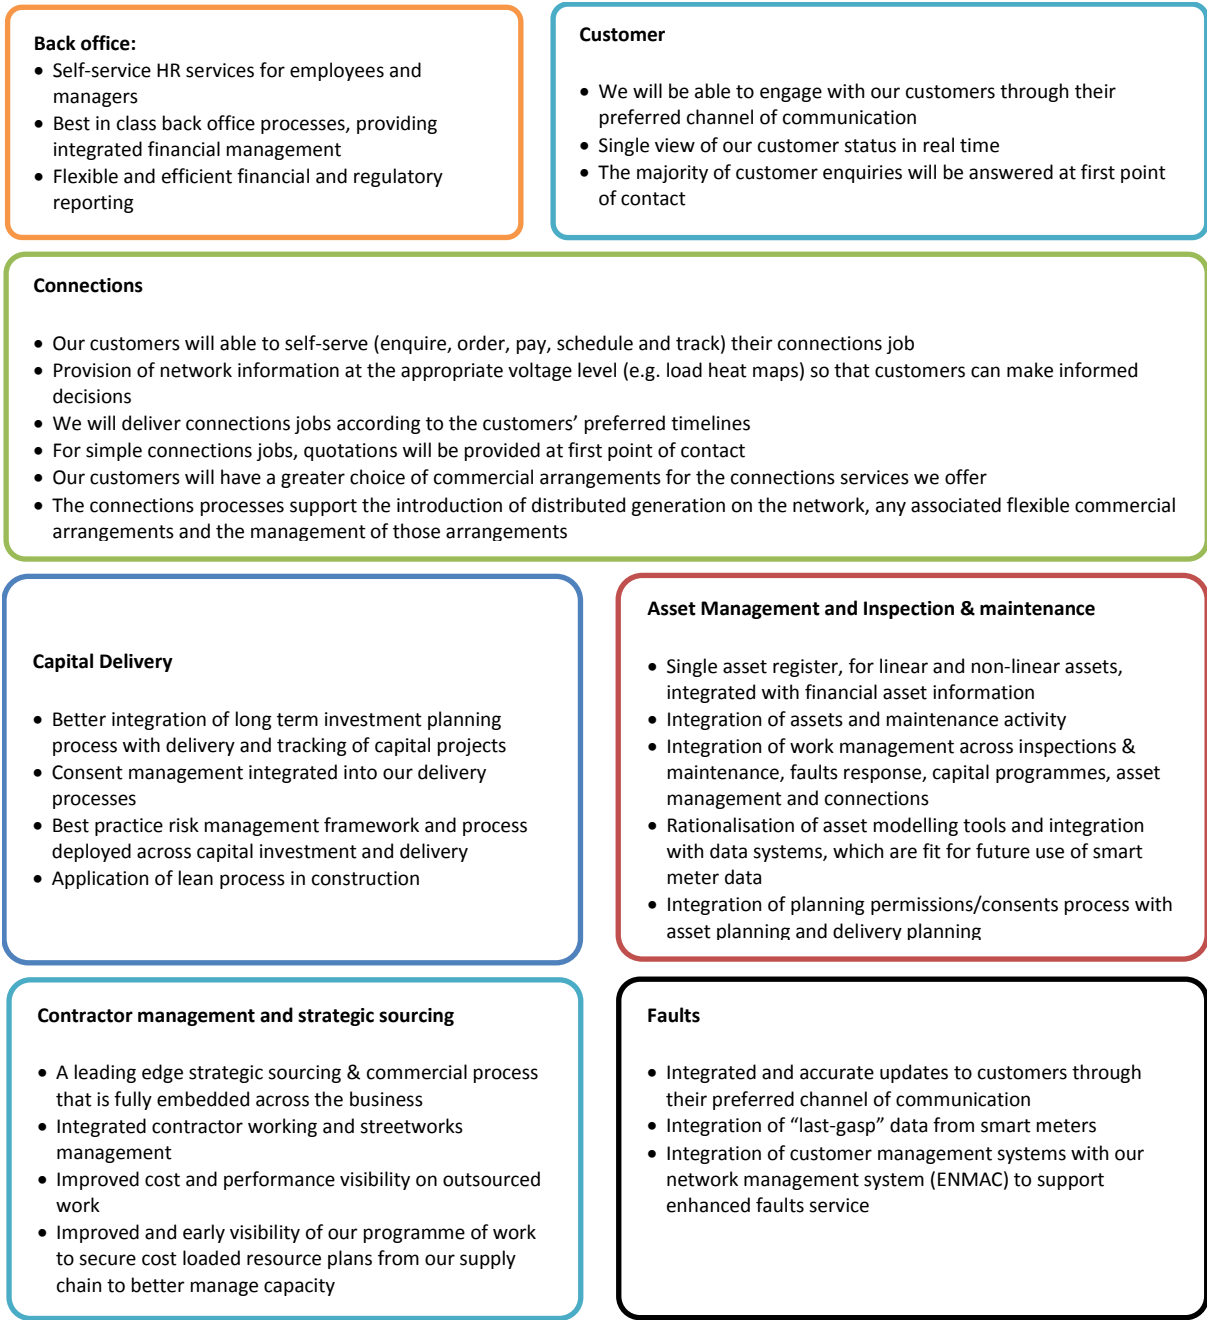 Back office:
• Self-service HR services for employees and
managers
• Best in class back office processes, providing
integrated financial management
• Flexible and efficient financial and regulatory
reporting
Customer
• We will be able to engage with our customers through their
preferred channel of communication
• Single view of our customer status in real time
• The majority of customer enquiries will be answered at first point
of contact
Connections
• Our customers will able to self-serve (enquire, order, pay, schedule and track) their connections job
• Provision of network information at the appropriate voltage level (e.g. load heat maps) so that customers can make informed
decisions
• We will deliver connections jobs according to the customers’ preferred timelines
• For simple connections jobs, quotations will be provided at first point of contact
• Our customers will have a greater choice of commercial arrangements for the connections services we offer
• The connections processes support the introduction of distributed generation on the network, any associated flexible commercial
arrangements and the management of those arrangements
Capital Delivery
• Better integration of long term investment planning
process with delivery and tracking of capital projects
• Consent management integrated into our delivery
processes
• Best practice risk management framework and process
deployed across capital investment and delivery
• Application of lean process in construction
Asset Management and Inspection & maintenance
• Single asset register, for linear and non-linear assets,
integrated with financial asset information
• Integration of assets and maintenance activity
• Integration of work management across inspections &
maintenance, faults response, capital programmes, asset
management and connections
• Rationalisation of asset modelling tools and integration
with data systems, which are fit for future use of smart
meter data
• Integration of planning permissions/consents process with
asset planning and delivery planning
Contractor management and strategic sourcing
• A leading edge strategic sourcing & commercial process
that is fully embedded across the business
• Integrated contractor working and streetworks
management
• Improved cost and performance visibility on outsourced
work
• Improved and early visibility of our programme of work
to secure cost loaded resource plans from our supply
chain to better manage capacity
Faults
• Integrated and accurate updates to customers through
their preferred channel of communication
• Integration of “last-gasp” data from smart meters
• Integration of customer management systems with our
network management system (ENMAC) to support
enhanced faults service